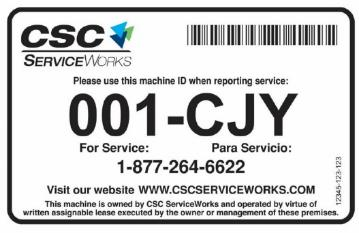 CSC
SERVICEWORKS
Please use this machine ID when reporting service:
001-CJY
For Service: Para Servicio:
1-877-264-6622
Visit our website WWW.CSCSERVICEWORKS.COM
This machine is owned by CSC ServiceWorks and operated by virtue of
written assignable lease executed by the owner or management of these premises.
12345-123-123